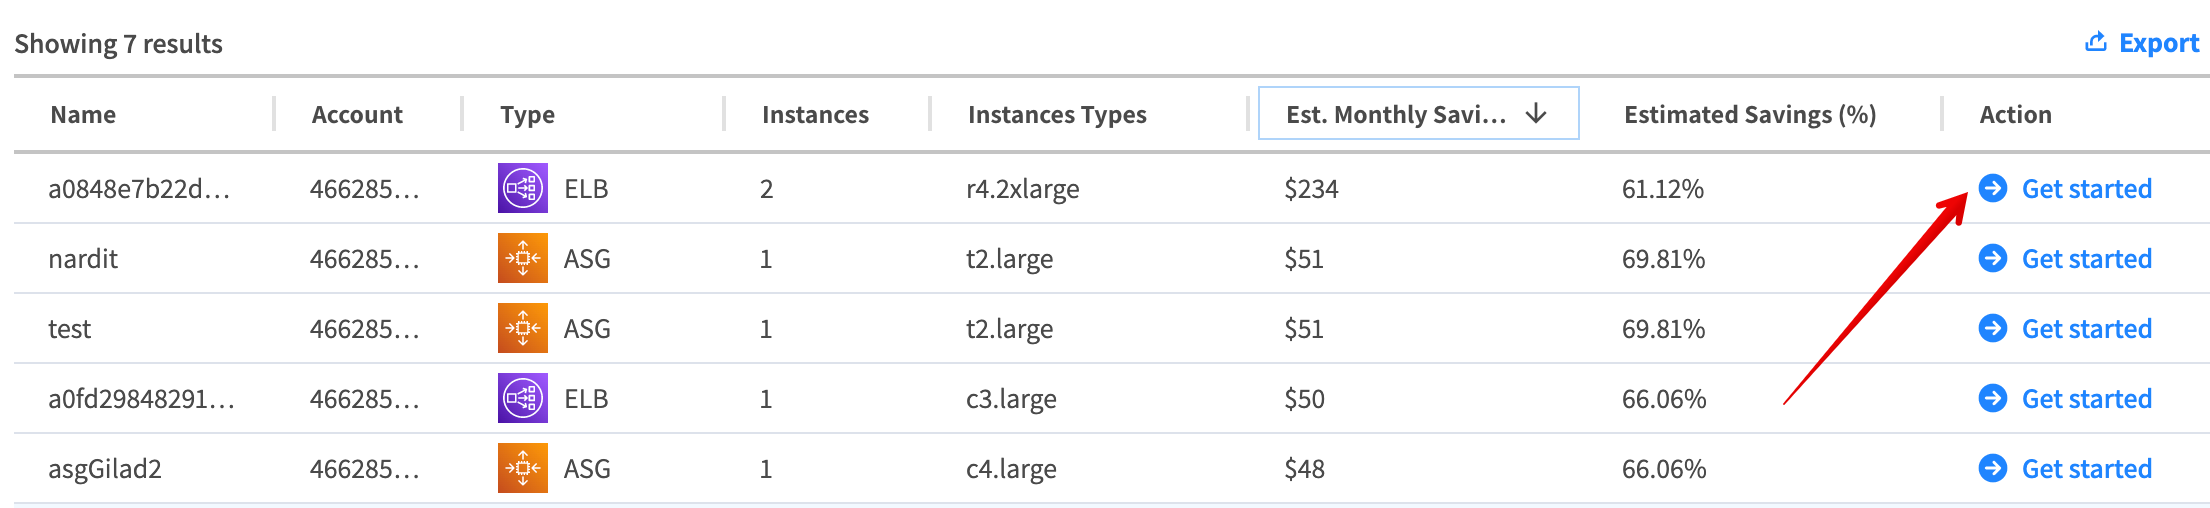 Showing 7 results
Export
Name Account Type Instances Instances Types Est. Monthly Savi... Estimated Savings (%) Action
a0848e7b22d... 466285... ELB 2 r4.2xlarge $234 61.12% Get started
nardit 466285... ASG 1 t2.large $51 69.81% Get started
test 466285... ASG 1 t2.large $51 69.81% Get started
a0fd29848291... 466285... ELB 1 c3.large $50 66.06% Get started
asgGilad2 466285... ASG 1 c4.large $48 66.06% Get started